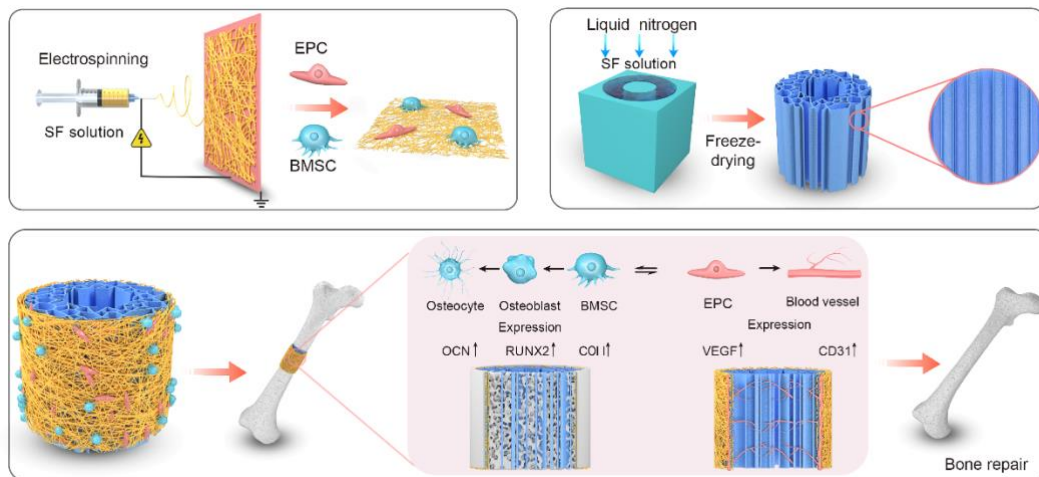 Electrospinning
SF solution
EPC
BMSC
Liquid nitrogen
SF solution
Freeze-
drying
Osteocyte
Osteoblast
BMSC
EPC
Blood vessel
Expression
Expression
OCN↑
RUNX2↑
COl I↑
VEGF↑
CD31↑
Bone repair